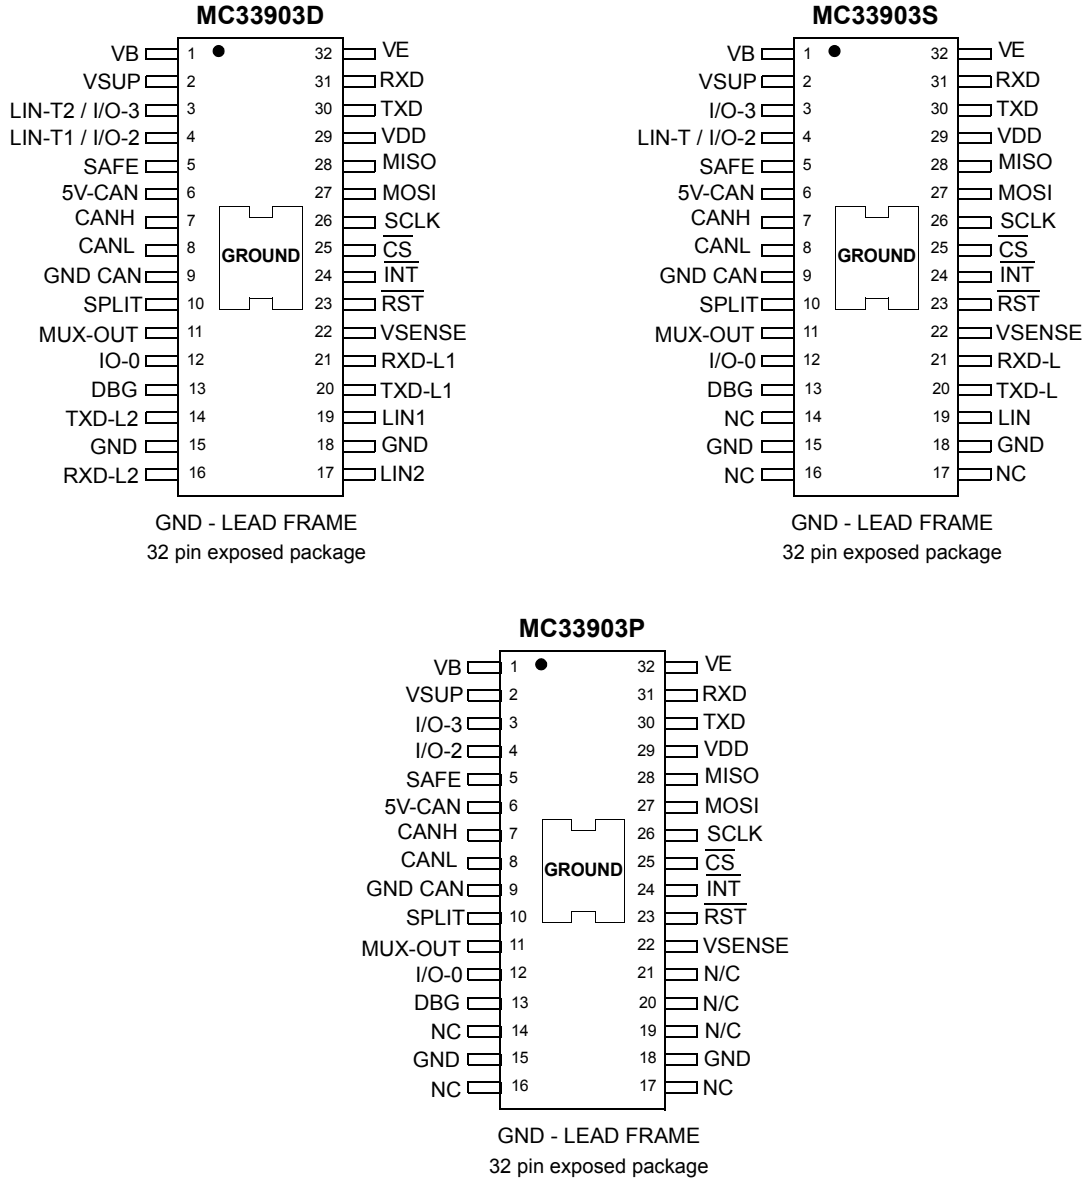 MC33903D
VB 1 32 VE
VSUP 2 31 RXD
LIN-T2 / I/O-3 3 30 TXD
LIN-T1 / I/O-2 4 29 VDD
SAFE 5 28 MISO
5V-CAN 6 27 MOSI
CANH 7 26 SCLK
CANL 8 GROUND 25 CS
GND CAN 9 24 INT
SPLIT 10 23 RST
MUX-OUT 11 22 VSENSE
IO-0 12 21 RXD-L1
DBG 13 20 TXD-L1
TXD-L2 14 19 LIN1
GND 15 18 GND
RXD-L2 16 17 LIN2
GND - LEAD FRAME
32 pin exposed package
MC33903S
VB 1 32 VE
VSUP 2 31 RXD
I/O-3 3 30 TXD
LIN-T / I/O-2 4 29 VDD
SAFE 5 28 MISO
5V-CAN 6 27 MOSI
CANH 7 26 SCLK
CANL 8 GROUND 25 CS
GND CAN 9 24 INT
SPLIT 10 23 RST
MUX-OUT 11 22 VSENSE
I/O-0 12 21 RXD-L
DBG 13 20 TXD-L
NC 14 19 LIN
GND 15 18 GND
NC 16 17 NC
GND - LEAD FRAME
32 pin exposed package
MC33903P
VB 1 32 VE
VSUP 2 31 RXD
I/O-3 3 30 TXD
I/O-2 4 29 VDD
SAFE 5 28 MISO
5V-CAN 6 27 MOSI
CANH 7 26 SCLK
CANL 8 GROUND 25 CS
GND CAN 9 24 INT
SPLIT 10 23 RST
MUX-OUT 11 22 VSENSE
I/O-0 12 21 N/C
DBG 13 20 N/C
NC 14 19 N/C
GND 15 18 GND
NC 16 17 NC
GND - LEAD FRAME
32 pin exposed package